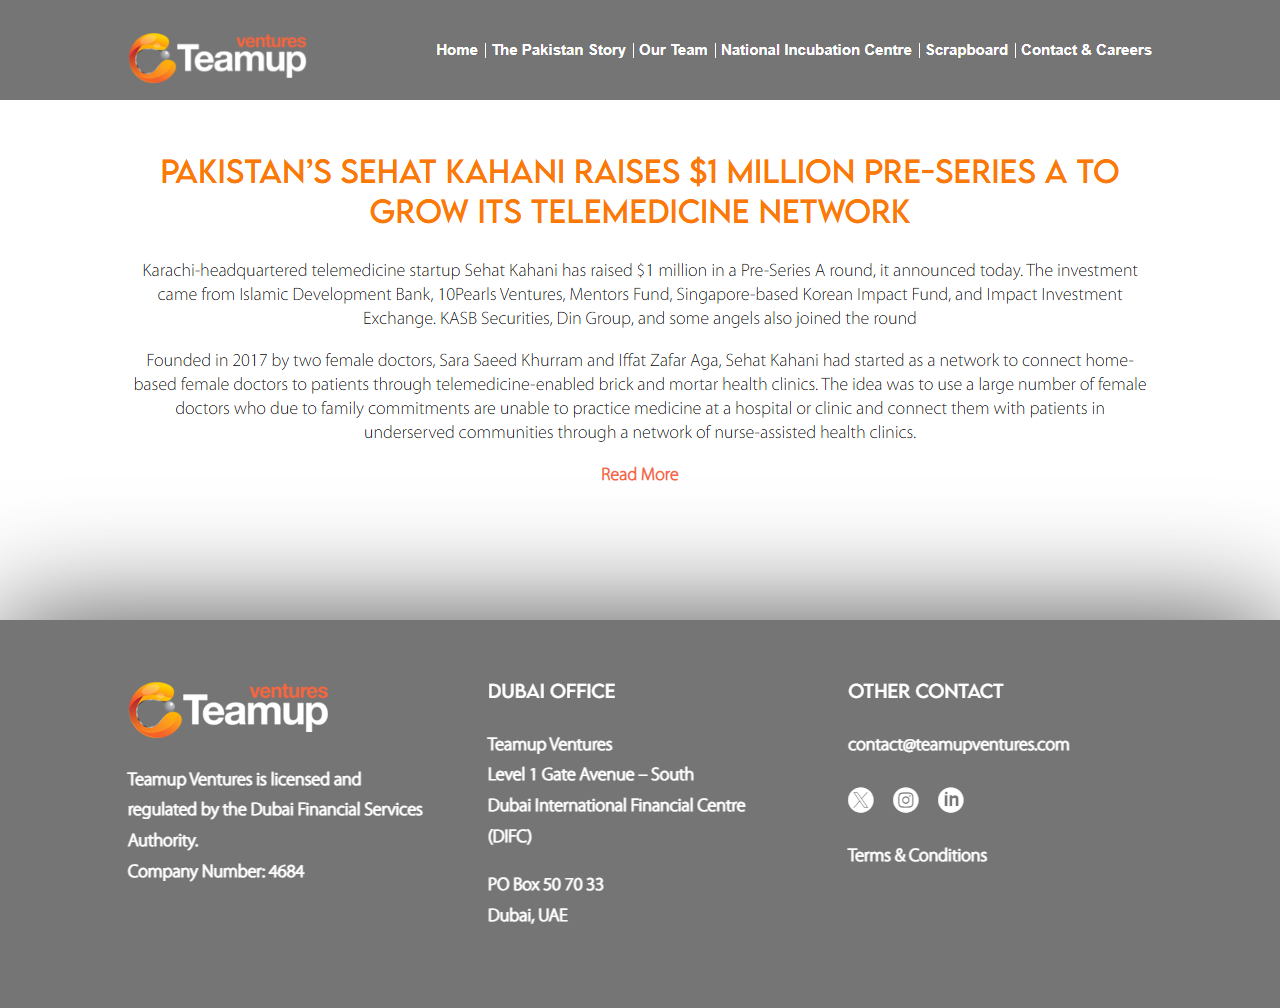 ventures
Teamup
Home | The Pakistan Story | Our Team | National Incubation Centre | Scrapboard | Contact & Careers
PAKISTAN’S SEHAT KAHANI RAISES $1 MILLION PRE-SERIES A TO
GROW ITS TELEMEDICINE NETWORK
Karachi-headquartered telemedicine startup Sehat Kahani has raised $1 million in a Pre-Series A round, it announced today. The investment
came from Islamic Development Bank, 10Pearls Ventures, Mentors Fund, Singapore-based Korean Impact Fund, and Impact Investment
Exchange. KASB Securities, Din Group, and some angels also joined the round
Founded in 2017 by two female doctors, Sara Saeed Khurram and Iffat Zafar Aga, Sehat Kahani had started as a network to connect home-
based female doctors to patients through telemedicine-enabled brick and mortar health clinics. The idea was to use a large number of female
doctors who due to family commitments are unable to practice medicine at a hospital or clinic and connect them with patients in
underserved communities through a network of nurse-assisted health clinics.
Read More
ventures
Teamup
Teamup Ventures is licensed and
regulated by the Dubai Financial Services
Authority.
Company Number: 4684
DUBAI OFFICE
Teamup Ventures
Level 1 Gate Avenue – South
Dubai International Financial Centre
(DIFC)
PO Box 50 70 33
Dubai, UAE
OTHER CONTACT
contact@teamupventures.com
Terms & Conditions